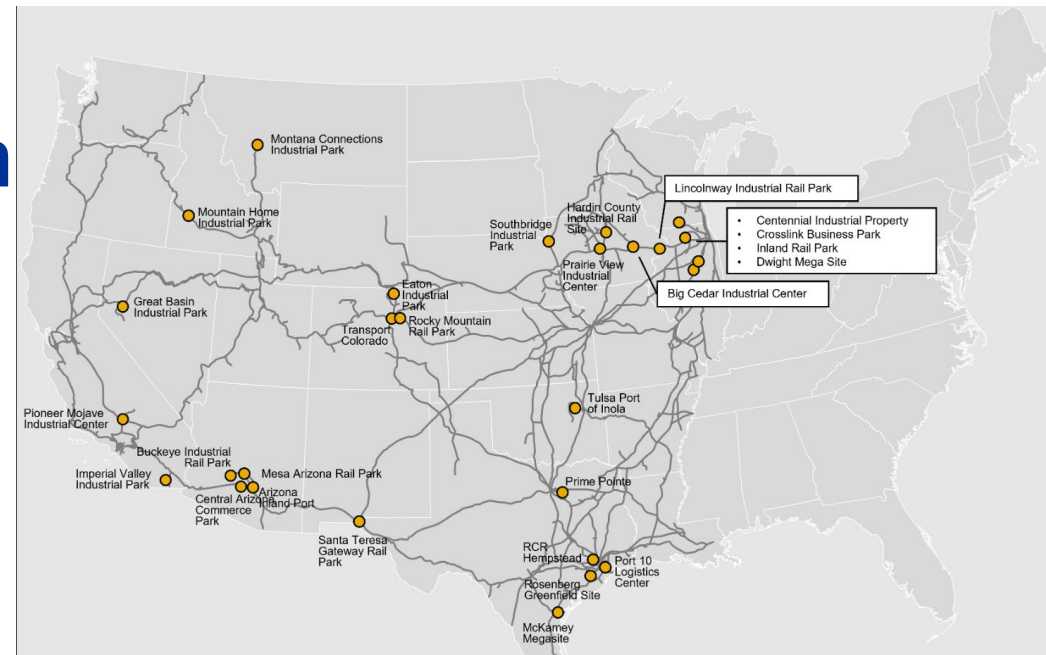 Montana Connections
Industrial Park
Mountain Home
Industrial Park
Great Basin
Industrial Park
Pioneer Mojave
Industrial Center
Imperial Valley
Industrial Park
Buckeye Industrial
Rail Park
Mesa Arizona Rail Park
Central Arizona
Commerce
Park
Arizona
Inland Port
Santa Teresa
Gateway Rail
Park
Eaton
Industrial
Park
Transport
Colorado
Rocky Mountain
Rail Park
Southbridge
Industrial
Park
Hardin County
Industrial Rail
Site
Prairie View
Industrial
Center
Lincolnway Industrial Rail Park
• Centennial Industrial Property
• Crosslink Business Park
• Inland Rail Park
• Dwight Mega Site
Big Cedar Industrial Center
Tulsa Port
of Inola
Prime Pointe
RCR
Hempstead
Port 10
Logistics
Center
Rosenberg
Greenfield Site
McKamey
Megasite